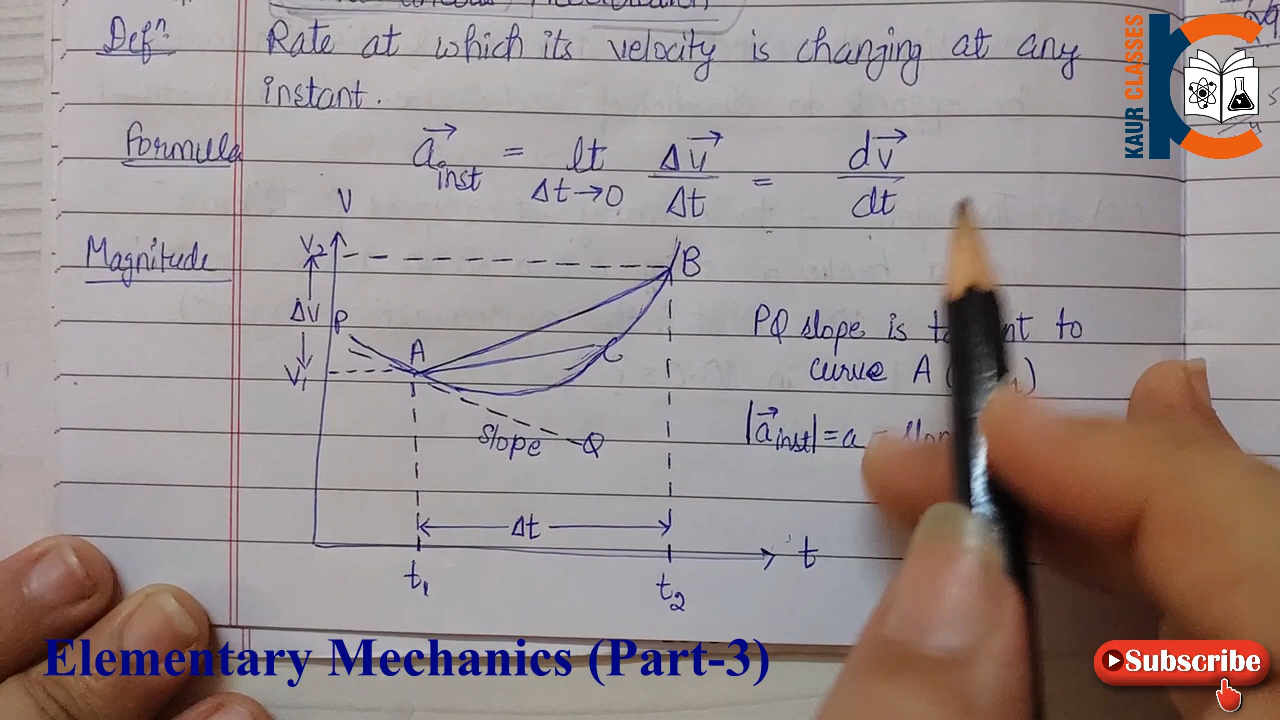 Defⁿ: Rate at which its velocity is changing at any
instant.
Formula a⃗inst = lt Δt→0 Δv⃗/Δt = dv⃗/dt
Magnitude
V
V2
ΔV
V1
P
A
B
C
Slope Q
Δt
t
t1
t2
PQ slope is to
curve A (
|a⃗inst| = a =
KAUR CLASSES
Elementary Mechanics (Part-3)
Subscribe